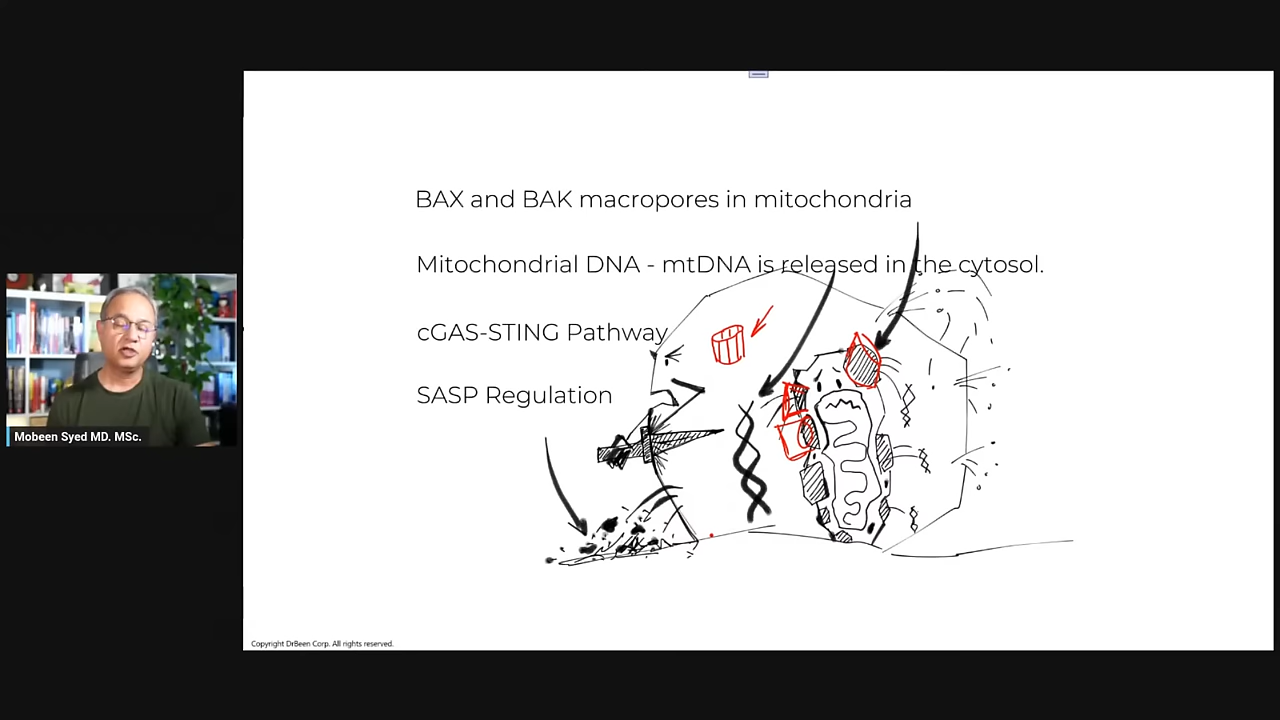 BAX and BAK macropores in mitochondria
Mitochondrial DNA - mtDNA is released in the cytosol.
cGAS-STING Pathway
SASP Regulation
Mobeen Syed MD. MSc.
Copyright DrBeen Corp. All rights reserved.